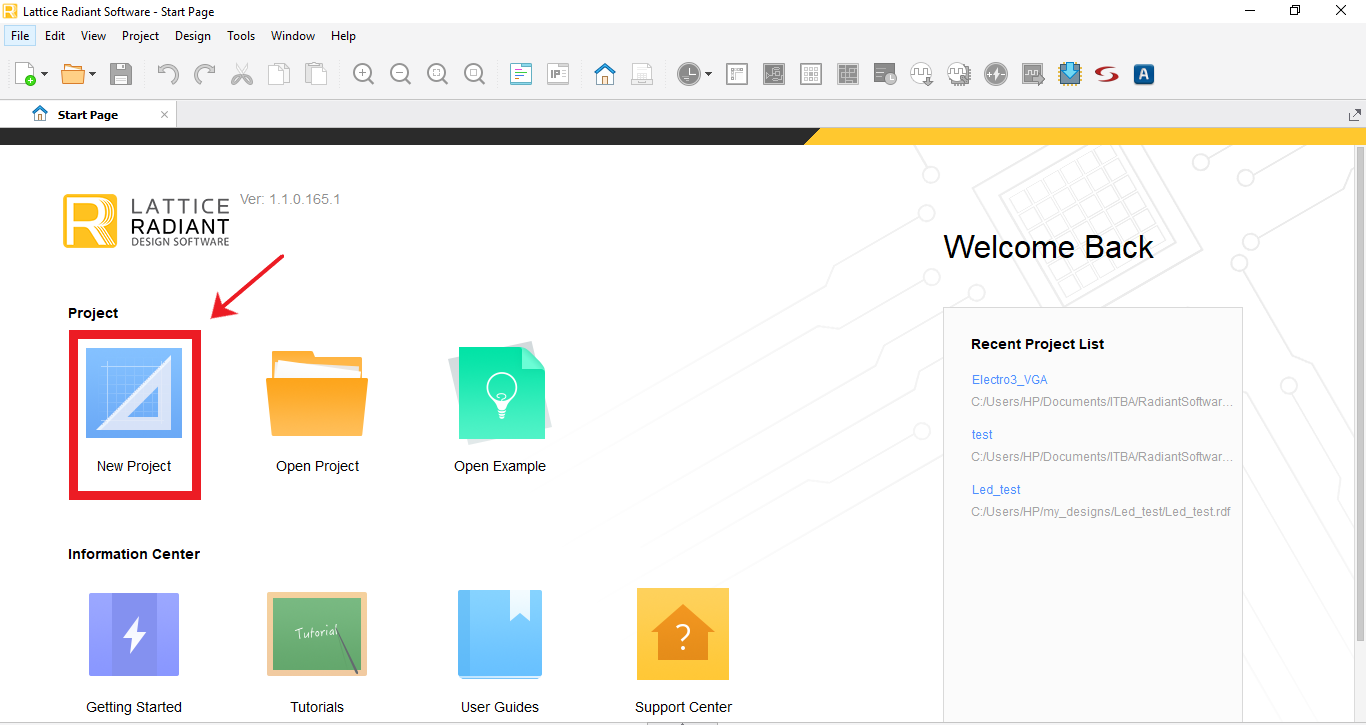 Lattice Radiant Software - Start Page
File Edit View Project Design Tools Window Help
IP
A
Start Page
LATTICE
RADIANT
DESIGN SOFTWARE
Ver: 1.1.0.165.1
Welcome Back
Project
New Project
Open Project
Open Example
Recent Project List
Electro3_VGA
C:/Users/HP/Documents/ITBA/RadiantSoftwar...
test
C:/Users/HP/Documents/ITBA/RadiantSoftwar...
Led_test
C:/Users/HP/my_designs/Led_test/Led_test.rdf
Information Center
Tutorial
?
Getting Started
Tutorials
User Guides
Support Center